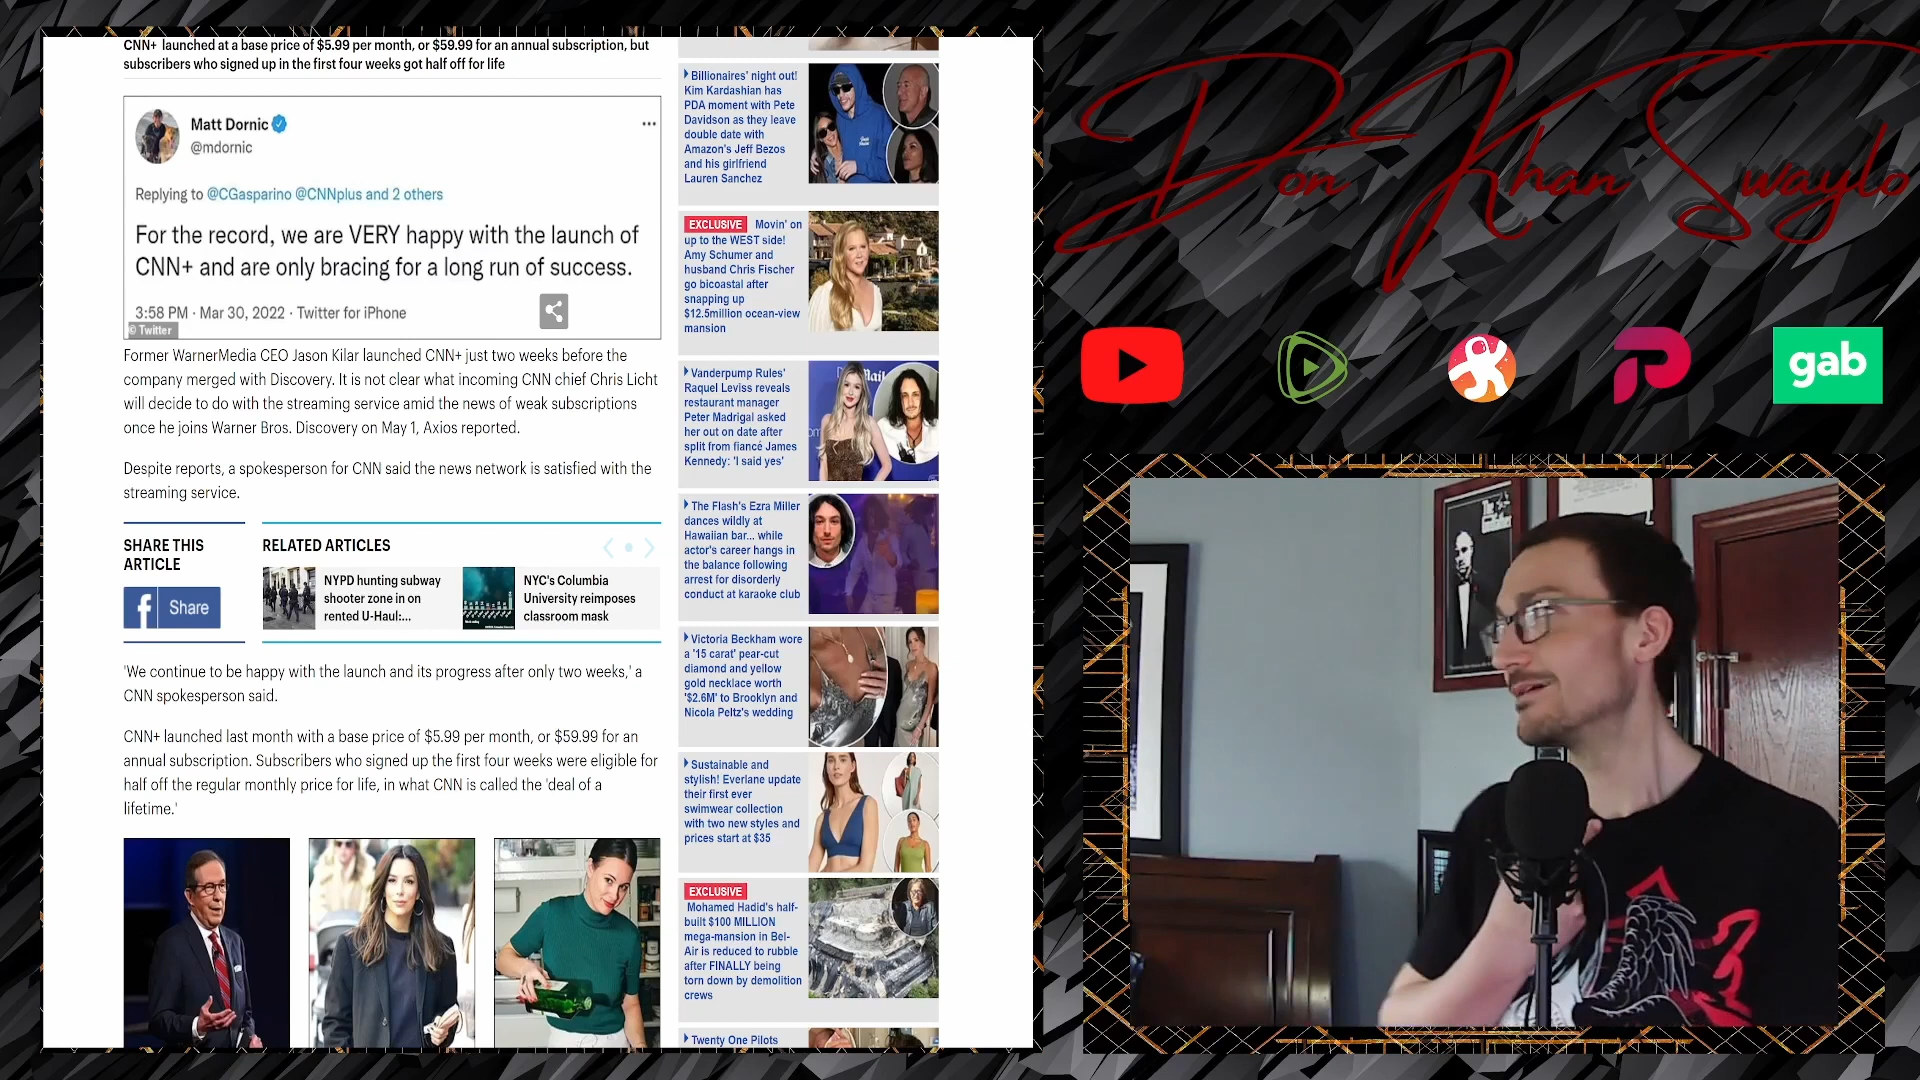 CNN+ launched at a base price of $5.99 per month, or $59.99 for an annual subscription, but
subscribers who signed up in the first four weeks got half off for life
Matt Dornic
@mdornic
Replying to @CGasparino @CNNplus and 2 others
For the record, we are VERY happy with the launch of
CNN+ and are only bracing for a long run of success.
3:58 PM · Mar 30, 2022 · Twitter for iPhone
© Twitter
Former WarnerMedia CEO Jason Kilar launched CNN+ just two weeks before the
company merged with Discovery. It is not clear what incoming CNN chief Chris Licht
will decide to do with the streaming service amid the news of weak subscriptions
once he joins Warner Bros. Discovery on May 1, Axios reported.
Despite reports, a spokesperson for CNN said the news network is satisfied with the
streaming service.
SHARE THIS
ARTICLE
f Share
RELATED ARTICLES
NYPD hunting subway
shooter zone in on
rented U-Haul:...
NYC's Columbia
University reimposes
classroom mask
'We continue to be happy with the launch and its progress after only two weeks,' a
CNN spokesperson said.
CNN+ launched last month with a base price of $5.99 per month, or $59.99 for an
annual subscription. Subscribers who signed up the first four weeks were eligible for
half off the regular monthly price for life, in what CNN is called the 'deal of a
lifetime.'
Billionaires' night out!
Kim Kardashian has
PDA moment with Pete
Davidson as they leave
double date with
Amazon's Jeff Bezos
and his girlfriend
Lauren Sanchez
EXCLUSIVE Movin' on
up to the WEST side!
Amy Schumer and
husband Chris Fischer
go bicoastal after
snapping up
$12.5million ocean-view
mansion
Vanderpump Rules'
Raquel Leviss reveals
restaurant manager
Peter Madrigal asked
her out on date after
split from fiancé James
Kennedy: 'I said yes'
The Flash's Ezra Miller
dances wildly at
Hawaiian bar... while
actor's career hangs in
the balance following
arrest for disorderly
conduct at karaoke club
Victoria Beckham wore
a '15 carat' pear-cut
diamond and yellow
gold necklace worth
'$2.6M' to Brooklyn and
Nicola Peltz's wedding
Sustainable and
stylish! Everlane update
their first ever
swimwear collection
with two new styles and
prices start at $35
EXCLUSIVE
Mohamed Hadid's half-
built $100 MILLION
mega-mansion in Bel-
Air is reduced to rubble
after FINALLY being
torn down by demolition
crews
Twenty One Pilots
Don Khan Swaylo
gab